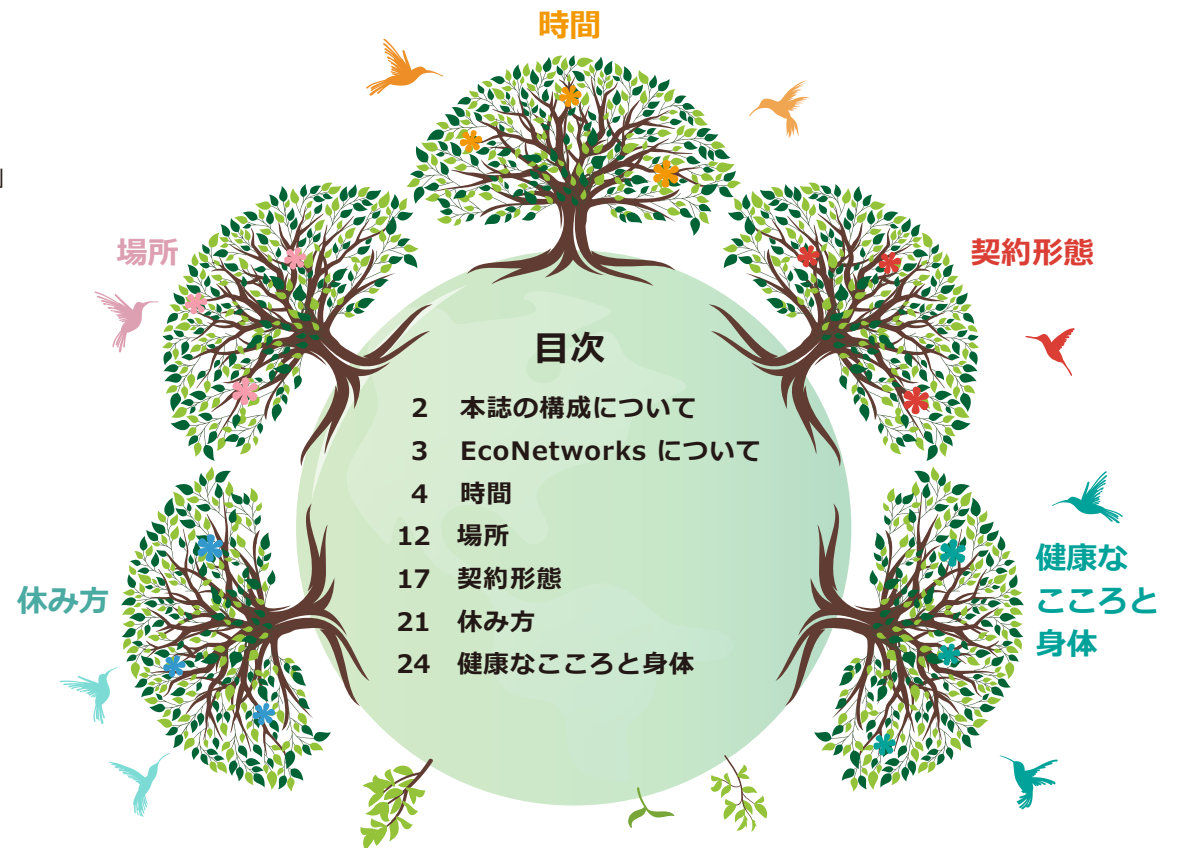 時間
」
場所
契約形態
目次
2 本誌の構成について
3 EcoNetworks について
4 時間
12 場所
17 契約形態
21 休み方
24 健康なこころと身体
休み方
健康な
こころと
身体